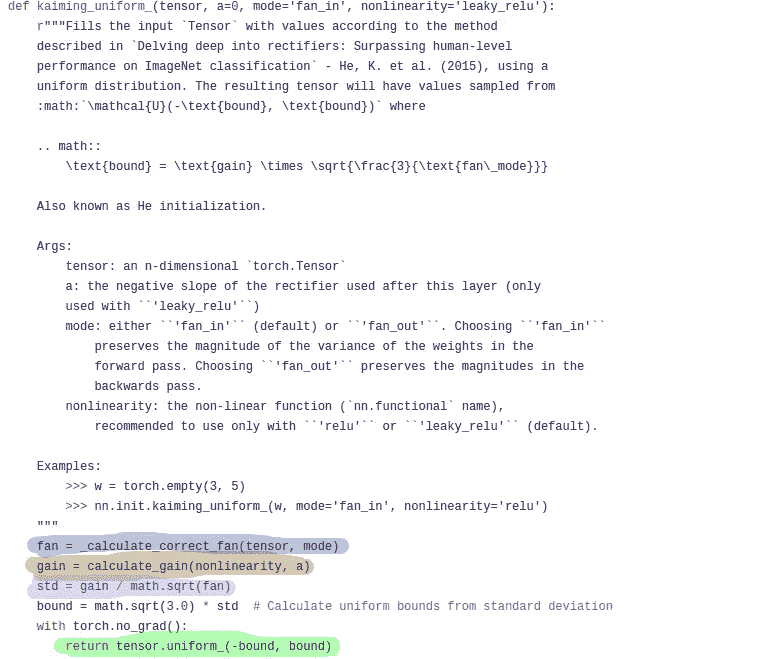 def kaiming_uniform_(tensor, a=0, mode='fan_in', nonlinearity='leaky_relu'):
    r"""Fills the input `Tensor` with values according to the method
    described in `Delving deep into rectifiers: Surpassing human-level
    performance on ImageNet classification` - He, K. et al. (2015), using a
    uniform distribution. The resulting tensor will have values sampled from
    :math:`\mathcal{U}(-\text{bound}, \text{bound})` where

    .. math::
        \text{bound} = \text{gain} \times \sqrt{\frac{3}{\text{fan\_mode}}}

    Also known as He initialization.

    Args:
        tensor: an n-dimensional `torch.Tensor`
        a: the negative slope of the rectifier used after this layer (only
        used with ``'leaky_relu'``)
        mode: either ``'fan_in'`` (default) or ``'fan_out'``. Choosing ``'fan_in'``
            preserves the magnitude of the variance of the weights in the
            forward pass. Choosing ``'fan_out'`` preserves the magnitudes in the
            backwards pass.
        nonlinearity: the non-linear function (`nn.functional` name),
            recommended to use only with ``'relu'`` or ``'leaky_relu'`` (default).

    Examples:
        >>> w = torch.empty(3, 5)
        >>> nn.init.kaiming_uniform_(w, mode='fan_in', nonlinearity='relu')
    """
    fan = _calculate_correct_fan(tensor, mode)
    gain = calculate_gain(nonlinearity, a)
    std = gain / math.sqrt(fan)
    bound = math.sqrt(3.0) * std  # Calculate uniform bounds from standard deviation
    with torch.no_grad():
        return tensor.uniform_(-bound, bound)